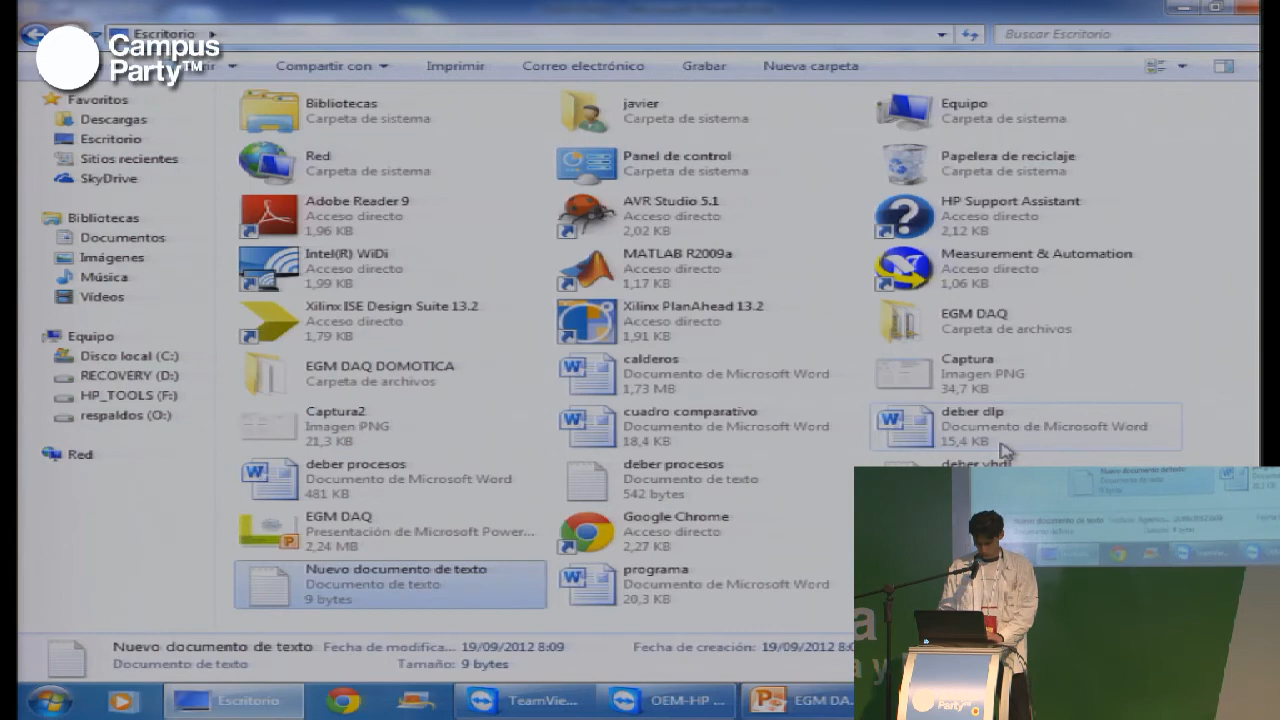 Campus
Party™
Escritorio
Buscar Escritorio
Compartir con
Imprimir
Correo electrónico
Grabar
Nueva carpeta
Favoritos
Descargas
Escritorio
Sitios recientes
SkyDrive
Bibliotecas
Documentos
Imágenes
Música
Vídeos
Equipo
Disco local (C:)
RECOVERY (D:)
HP_TOOLS (F:)
respaldos (O:)
Red
Bibliotecas
Carpeta de sistema
javier
Carpeta de sistema
Equipo
Carpeta de sistema
Red
Carpeta de sistema
Panel de control
Carpeta de sistema
Papelera de reciclaje
Carpeta de sistema
Adobe Reader 9
Acceso directo
1,96 KB
AVR Studio 5.1
Acceso directo
2,02 KB
HP Support Assistant
Acceso directo
2,12 KB
Intel(R) WiDi
Acceso directo
1,99 KB
MATLAB R2009a
Acceso directo
1,17 KB
Measurement & Automation
Acceso directo
1,06 KB
Xilinx ISE Design Suite 13.2
Acceso directo
1,79 KB
Xilinx PlanAhead 13.2
Acceso directo
1,91 KB
EGM DAQ
Carpeta de archivos
EGM DAQ DOMOTICA
Carpeta de archivos
calderos
Documento de Microsoft Word
1,73 MB
Captura
Imagen PNG
34,7 KB
Captura2
Imagen PNG
21,3 KB
cuadro comparativo
Documento de Microsoft Word
18,4 KB
deber dlp
Documento de Microsoft Word
15,4 KB
deber procesos
Documento de Microsoft Word
481 KB
deber procesos
Documento de texto
542 bytes
deber vhdl
EGM DAQ
Presentación de Microsoft Power...
2,24 MB
Google Chrome
Acceso directo
2,27 KB
Nuevo documento de texto
Documento de texto
9 bytes
programa
Documento de Microsoft Word
20,3 KB
Nuevo documento de texto
Fecha de modifica... 19/09/2012 8:09
Fecha de creación: 19/09/2012 8:0
Documento de texto
Tamaño: 9 bytes
Escritorio
TeamVie...
OEM-HP ...
EGM DA...
Nuevo documento de texto
Documento de texto
9 bytes
a
Party